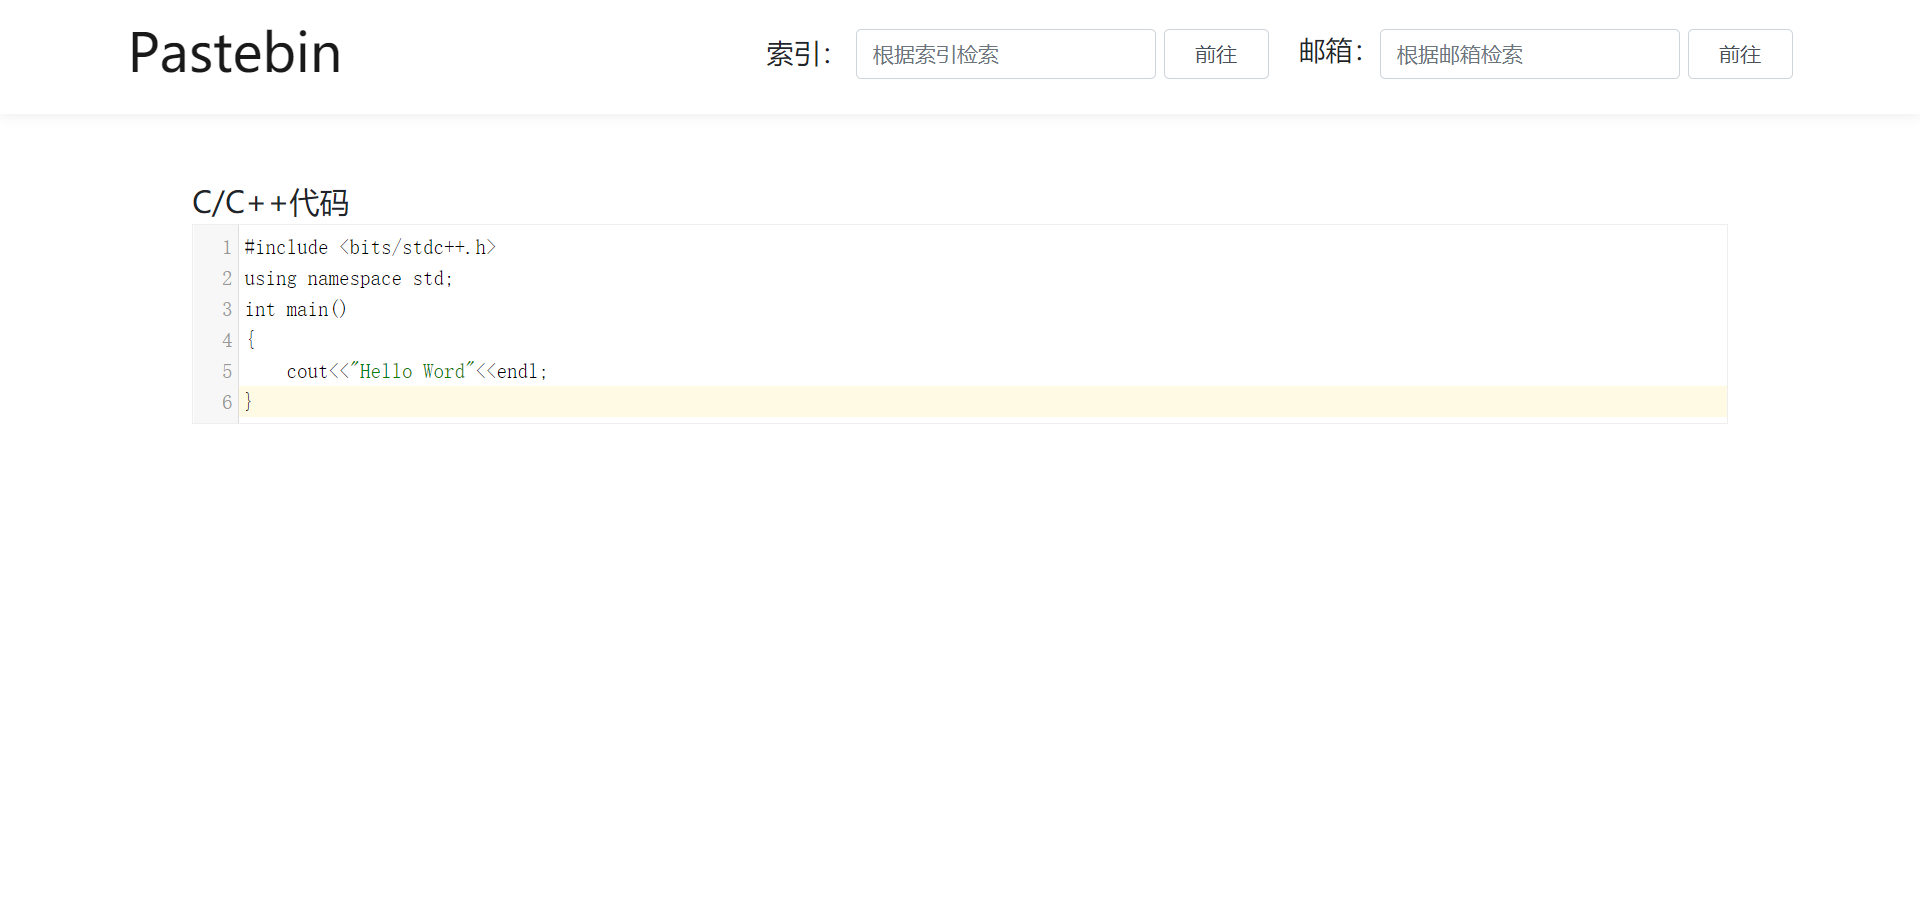 Pastebin
索引： 根据索引检索 前往 邮箱： 根据邮箱检索 前往
C/C++代码
1 #include <bits/stdc++.h>
2 using namespace std;
3 int main()
4 {
5     cout<<"Hello Word"<<endl;
6 }